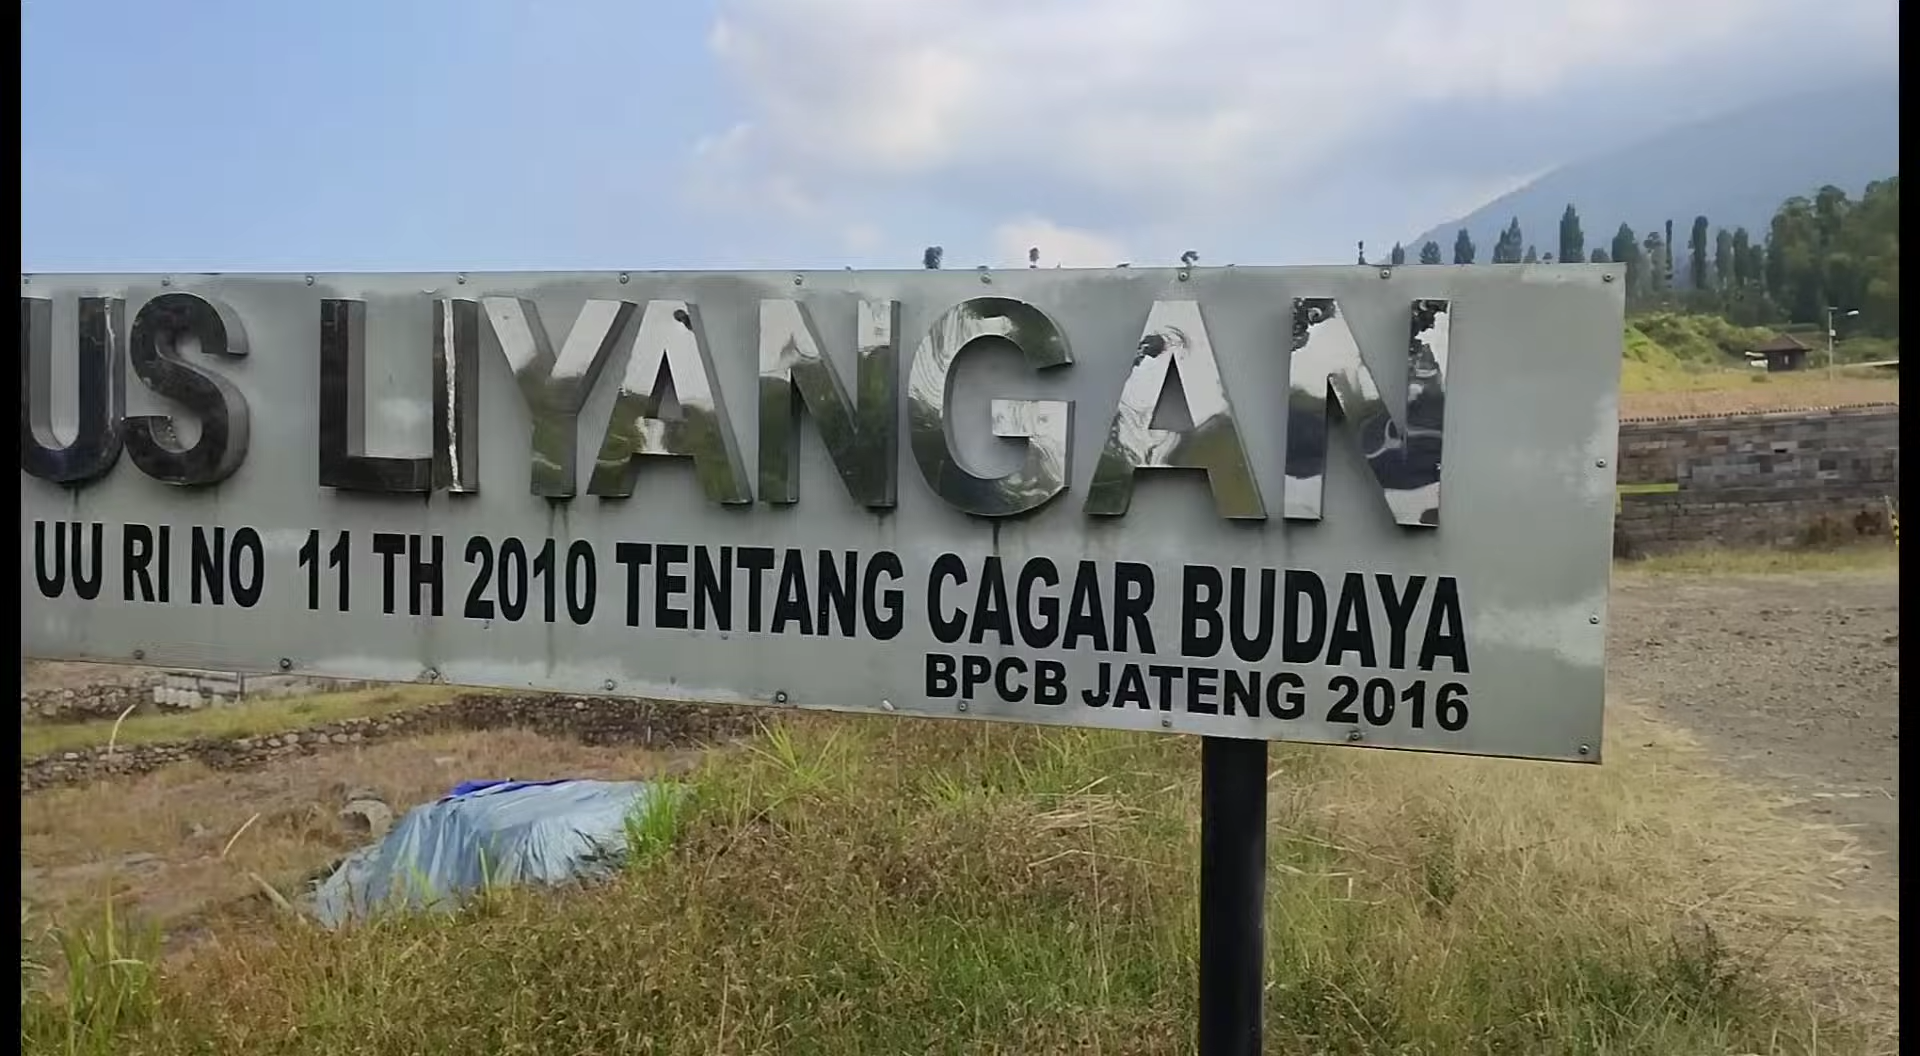 US LIYANGAN
UU RI NO 11 TH 2010 TENTANG CAGAR BUDAYA
BPCB JATENG 2016